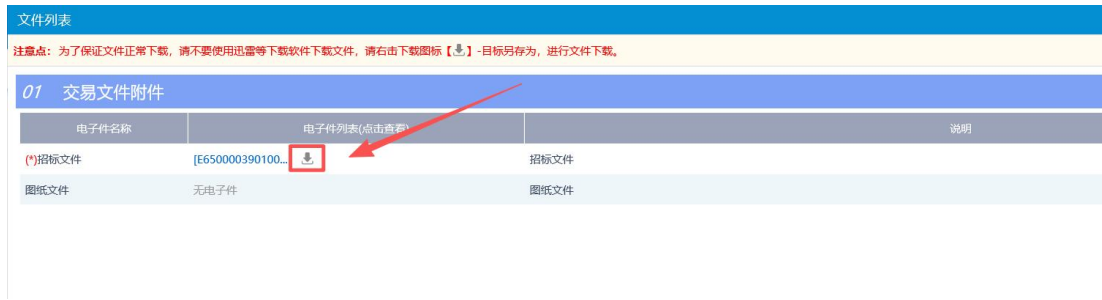 文件列表
注意点：为了保证文件正常下载，请不要使用迅雷等下载软件下载文件，请右击下载图标【】-目标另存为，进行文件下载。
01 交易文件附件
电子件名称 电子件列表(点击查看) 说明
(*)招标文件 [E650000390100... 招标文件
图纸文件 无电子件 图纸文件